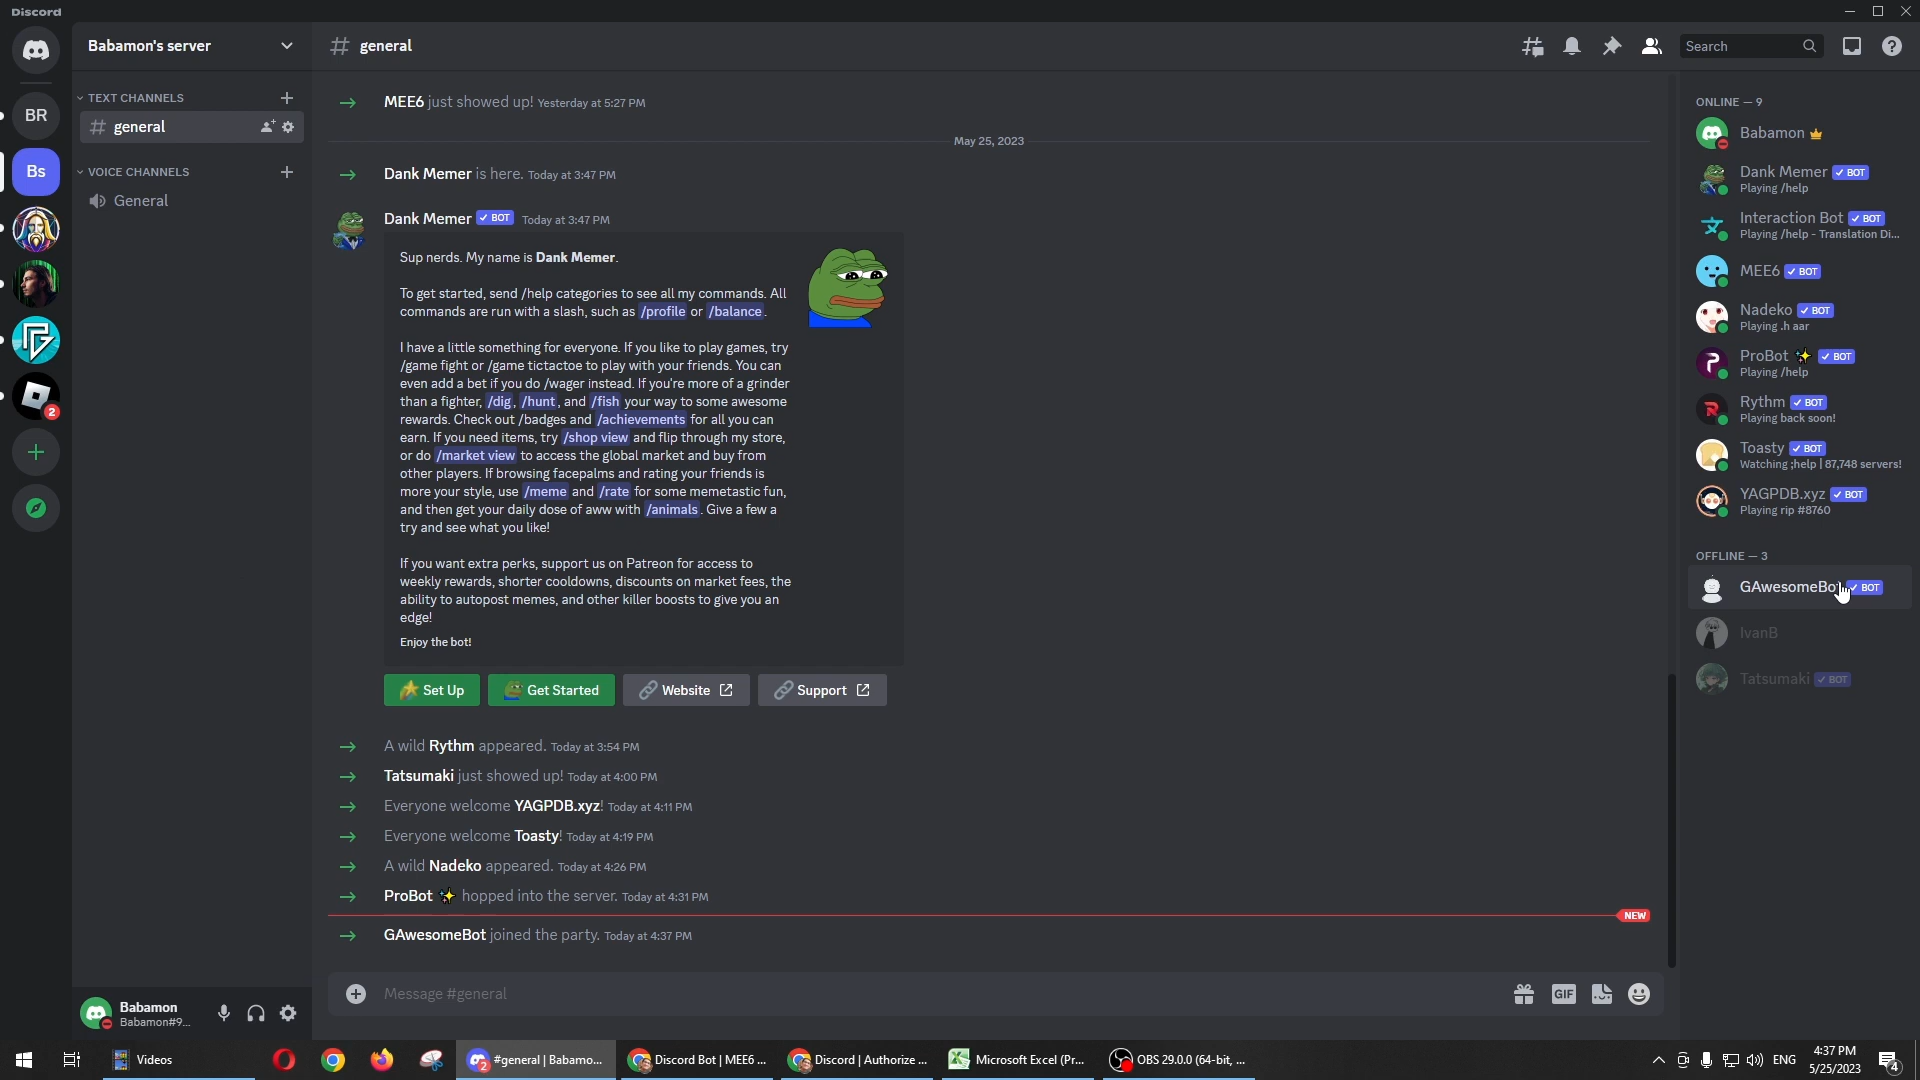 Discord
BR
Bs
2
Babamon's server
TEXT CHANNELS
general
VOICE CHANNELS
General
Babamon
Babamon#9...
general
Search
MEE6 just showed up! Yesterday at 5:27 PM
May 25, 2023
Dank Memer is here. Today at 3:47 PM
Dank Memer ✓ BOT Today at 3:47 PM
Sup nerds. My name is Dank Memer.
To get started, send /help categories to see all my commands. All
commands are run with a slash, such as /profile or /balance.
I have a little something for everyone. If you like to play games, try
/game fight or /game tictactoe to play with your friends. You can
even add a bet if you do /wager instead. If you're more of a grinder
than a fighter, /dig, /hunt, and /fish your way to some awesome
rewards. Check out /badges and /achievements for all you can
earn. If you need items, try /shop view and flip through my store,
or do /market view to access the global market and buy from
other players. If browsing facepalms and rating your friends is
more your style, use /meme and /rate for some memetastic fun,
and then get your daily dose of aww with /animals. Give a few a
try and see what you like!
If you want extra perks, support us on Patreon for access to
weekly rewards, shorter cooldowns, discounts on market fees, the
ability to autopost memes, and other killer boosts to give you an
edge!
Enjoy the bot!
Set Up
Get Started
Website
Support
A wild Rythm appeared. Today at 3:54 PM
Tatsumaki just showed up! Today at 4:00 PM
Everyone welcome YAGPDB.xyz! Today at 4:11 PM
Everyone welcome Toasty! Today at 4:19 PM
A wild Nadeko appeared. Today at 4:26 PM
ProBot ✨ hopped into the server. Today at 4:31 PM
NEW
GAwesomeBot joined the party. Today at 4:37 PM
Message #general
GIF
ONLINE — 9
Babamon
Dank Memer ✓ BOT
Playing /help
Interaction Bot ✓ BOT
Playing /help - Translation Di...
MEE6 ✓ BOT
Nadeko ✓ BOT
Playing .h aar
ProBot ✨ ✓ BOT
Playing /help
Rythm ✓ BOT
Playing back soon!
Toasty ✓ BOT
Watching ;help | 87,748 servers!
YAGPDB.xyz ✓ BOT
Playing rip #8760
OFFLINE — 3
GAwesomeBot ✓ BOT
IvanB
Tatsumaki ✓ BOT
Videos
2
#general | Babamo...
Discord Bot | MEE6 ...
Discord | Authorize ...
Microsoft Excel (Pr...
OBS 29.0.0 (64-bit, ...
ENG
4:37 PM
5/25/2023
4